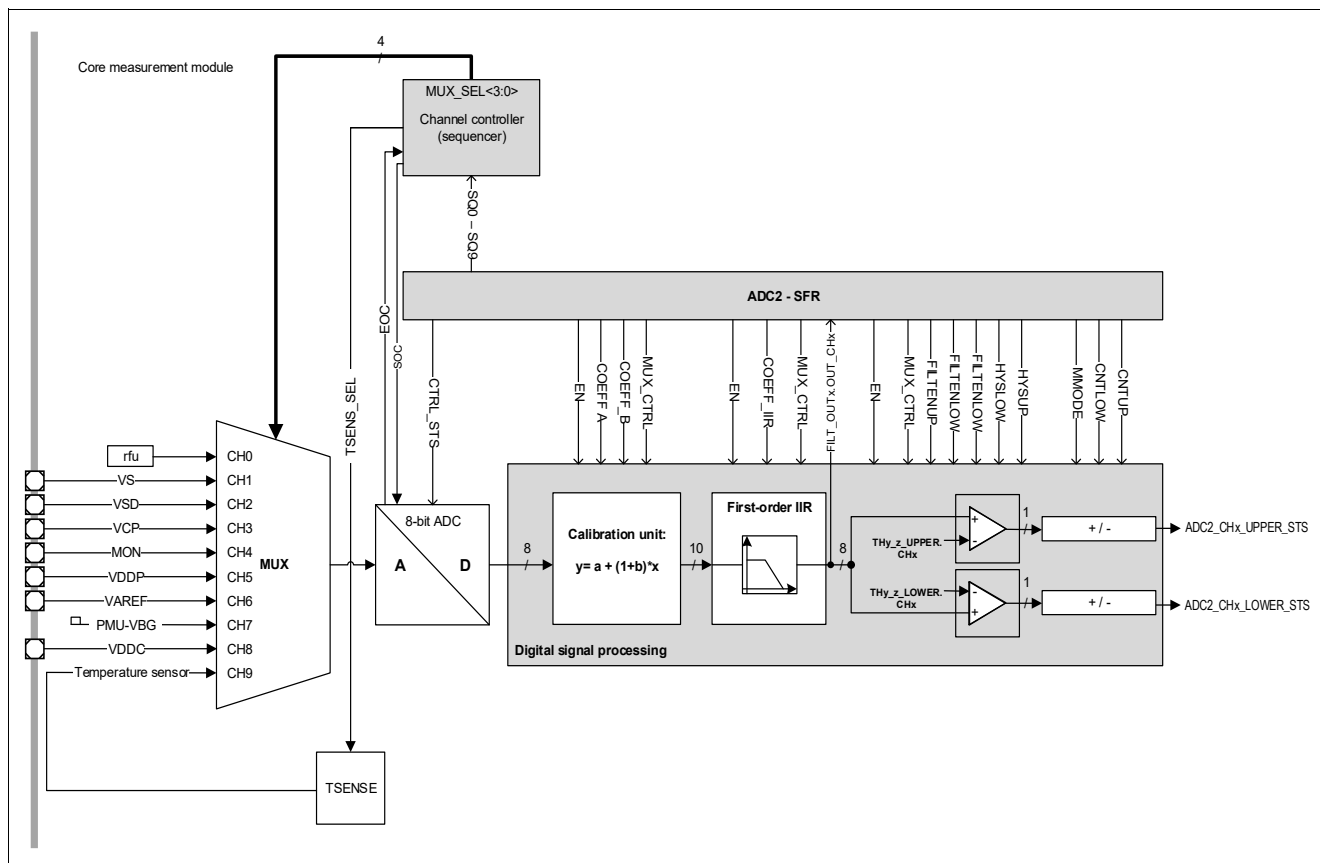 4
Core measurement module
MUX_SEL<3:0>
Channel controller
(sequencer)
SQ0 – SQ9
ADC2 - SFR
EOC
SOC
TSENS_SEL
CTRL_STS
EN
COEFF_A
COEFF_B
MUX_CTRL
EN
COEFF_IIR
MUX_CTRL
FILT_OUTx.OUT_CHx
EN
MUX_CTRL
FILTENUP
FILTENLOW
FILTENLOW
HYSLOW
HYSUP
MMODE
CNTLOW
CNTUP
rfu
CH0
VS
CH1
VSD
CH2
VCP
CH3
MON
CH4
VDDP
CH5
VAREF
CH6
PMU-VBG
CH7
VDDC
CH8
Temperature sensor
CH9
MUX
8-bit ADC
A
D
8
Calibration unit:
y= a + (1+b)*x
10
First-order IIR
8
THy_z_UPPER.
CHx
+
-
1
+ / -
ADC2_CHx_UPPER_STS
THy_z_LOWER.
CHx
-
+
1
+ / -
ADC2_CHx_LOWER_STS
Digital signal processing
TSENSE